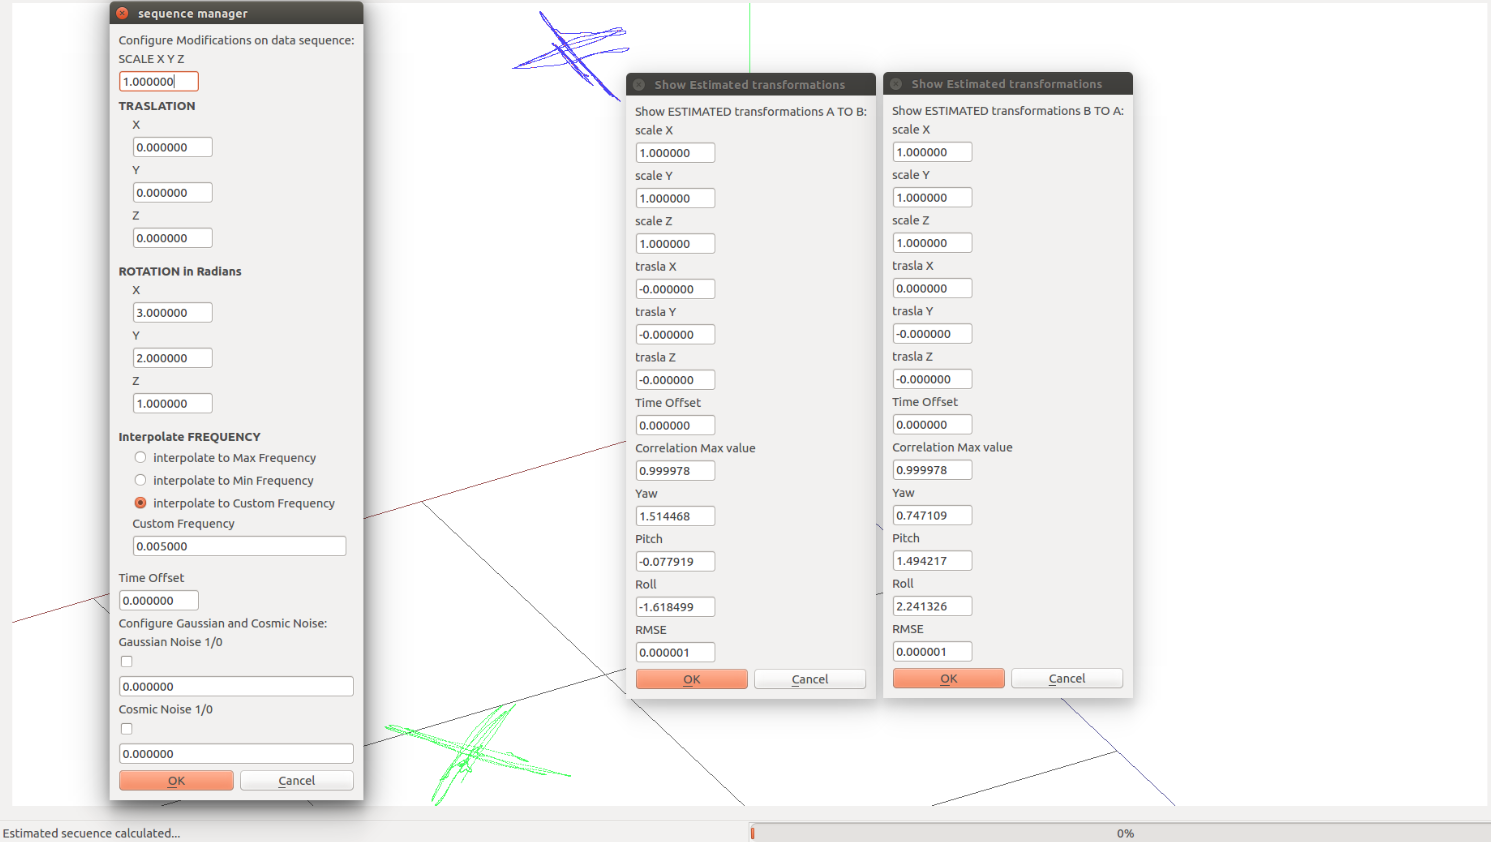 sequence manager
Configure Modifications on data sequence:
SCALE X Y Z
1.000000
TRASLATION
X
0.000000
Y
0.000000
Z
0.000000
ROTATION in Radians
X
3.000000
Y
2.000000
Z
1.000000
Interpolate FREQUENCY
interpolate to Max Frequency
interpolate to Min Frequency
interpolate to Custom Frequency
Custom Frequency
0.005000
Time Offset
0.000000
Configure Gaussian and Cosmic Noise:
Gaussian Noise 1/0
0.000000
Cosmic Noise 1/0
0.000000
OK Cancel
Show Estimated transformations
Show ESTIMATED transformations A TO B:
scale X
1.000000
scale Y
1.000000
scale Z
1.000000
trasla X
-0.000000
trasla Y
-0.000000
trasla Z
-0.000000
Time Offset
0.000000
Correlation Max value
0.999978
Yaw
1.514468
Pitch
-0.077919
Roll
-1.618499
RMSE
0.000001
OK Cancel
Show Estimated transformations
Show ESTIMATED transformations B TO A:
scale X
1.000000
scale Y
1.000000
scale Z
1.000000
trasla X
0.000000
trasla Y
-0.000000
trasla Z
-0.000000
Time Offset
0.000000
Correlation Max value
0.999978
Yaw
0.747109
Pitch
1.494217
Roll
2.241326
RMSE
0.000001
OK Cancel
Estimated secuence calculated...
0%